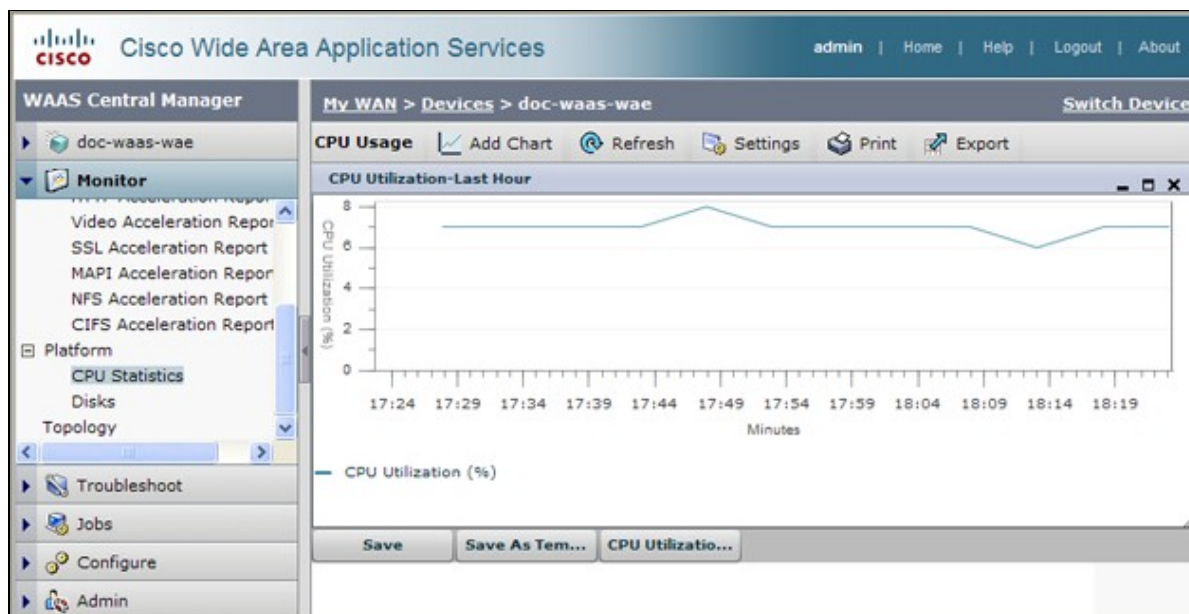 CISCO Cisco Wide Area Application Services
admin | Home | Help | Logout | About
WAAS Central Manager
doc-waas-wae
Monitor
Video Acceleration Repor
SSL Acceleration Report
MAPI Acceleration Repor
NFS Acceleration Report
CIFS Acceleration Report
Platform
CPU Statistics
Disks
Topology
Troubleshoot
Jobs
Configure
Admin
My WAN > Devices > doc-waas-wae
Switch Device
CPU Usage Add Chart Refresh Settings Print Export
CPU Utilization-Last Hour
CPU Utilization (%)
8
6
4
2
0
17:24 17:29 17:34 17:39 17:44 17:49 17:54 17:59 18:04 18:09 18:14 18:19
Minutes
CPU Utilization (%)
Save Save As Tem... CPU Utilizatio...